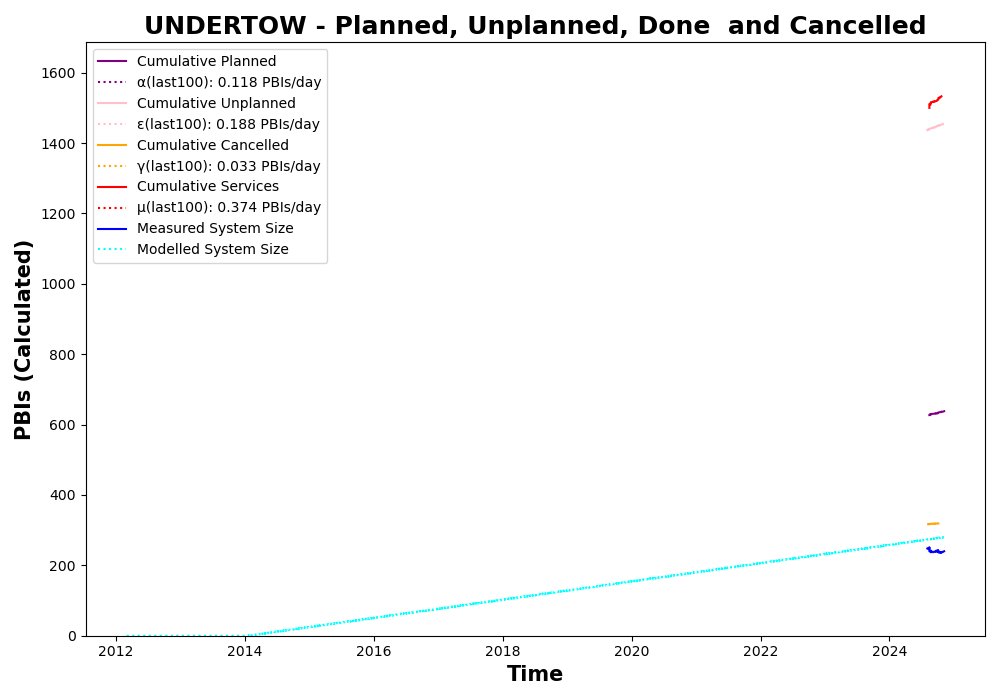 UNDERTOW - Planned, Unplanned, Done  and Cancelled
Cumulative Planned
α(last100): 0.118 PBIs/day
Cumulative Unplanned
ε(last100): 0.188 PBIs/day
Cumulative Cancelled
γ(last100): 0.033 PBIs/day
Cumulative Services
μ(last100): 0.374 PBIs/day
Measured System Size
Modelled System Size
PBIs (Calculated)
1600
1400
1200
1000
800
600
400
200
0
2012 2014 2016 2018 2020 2022 2024
Time